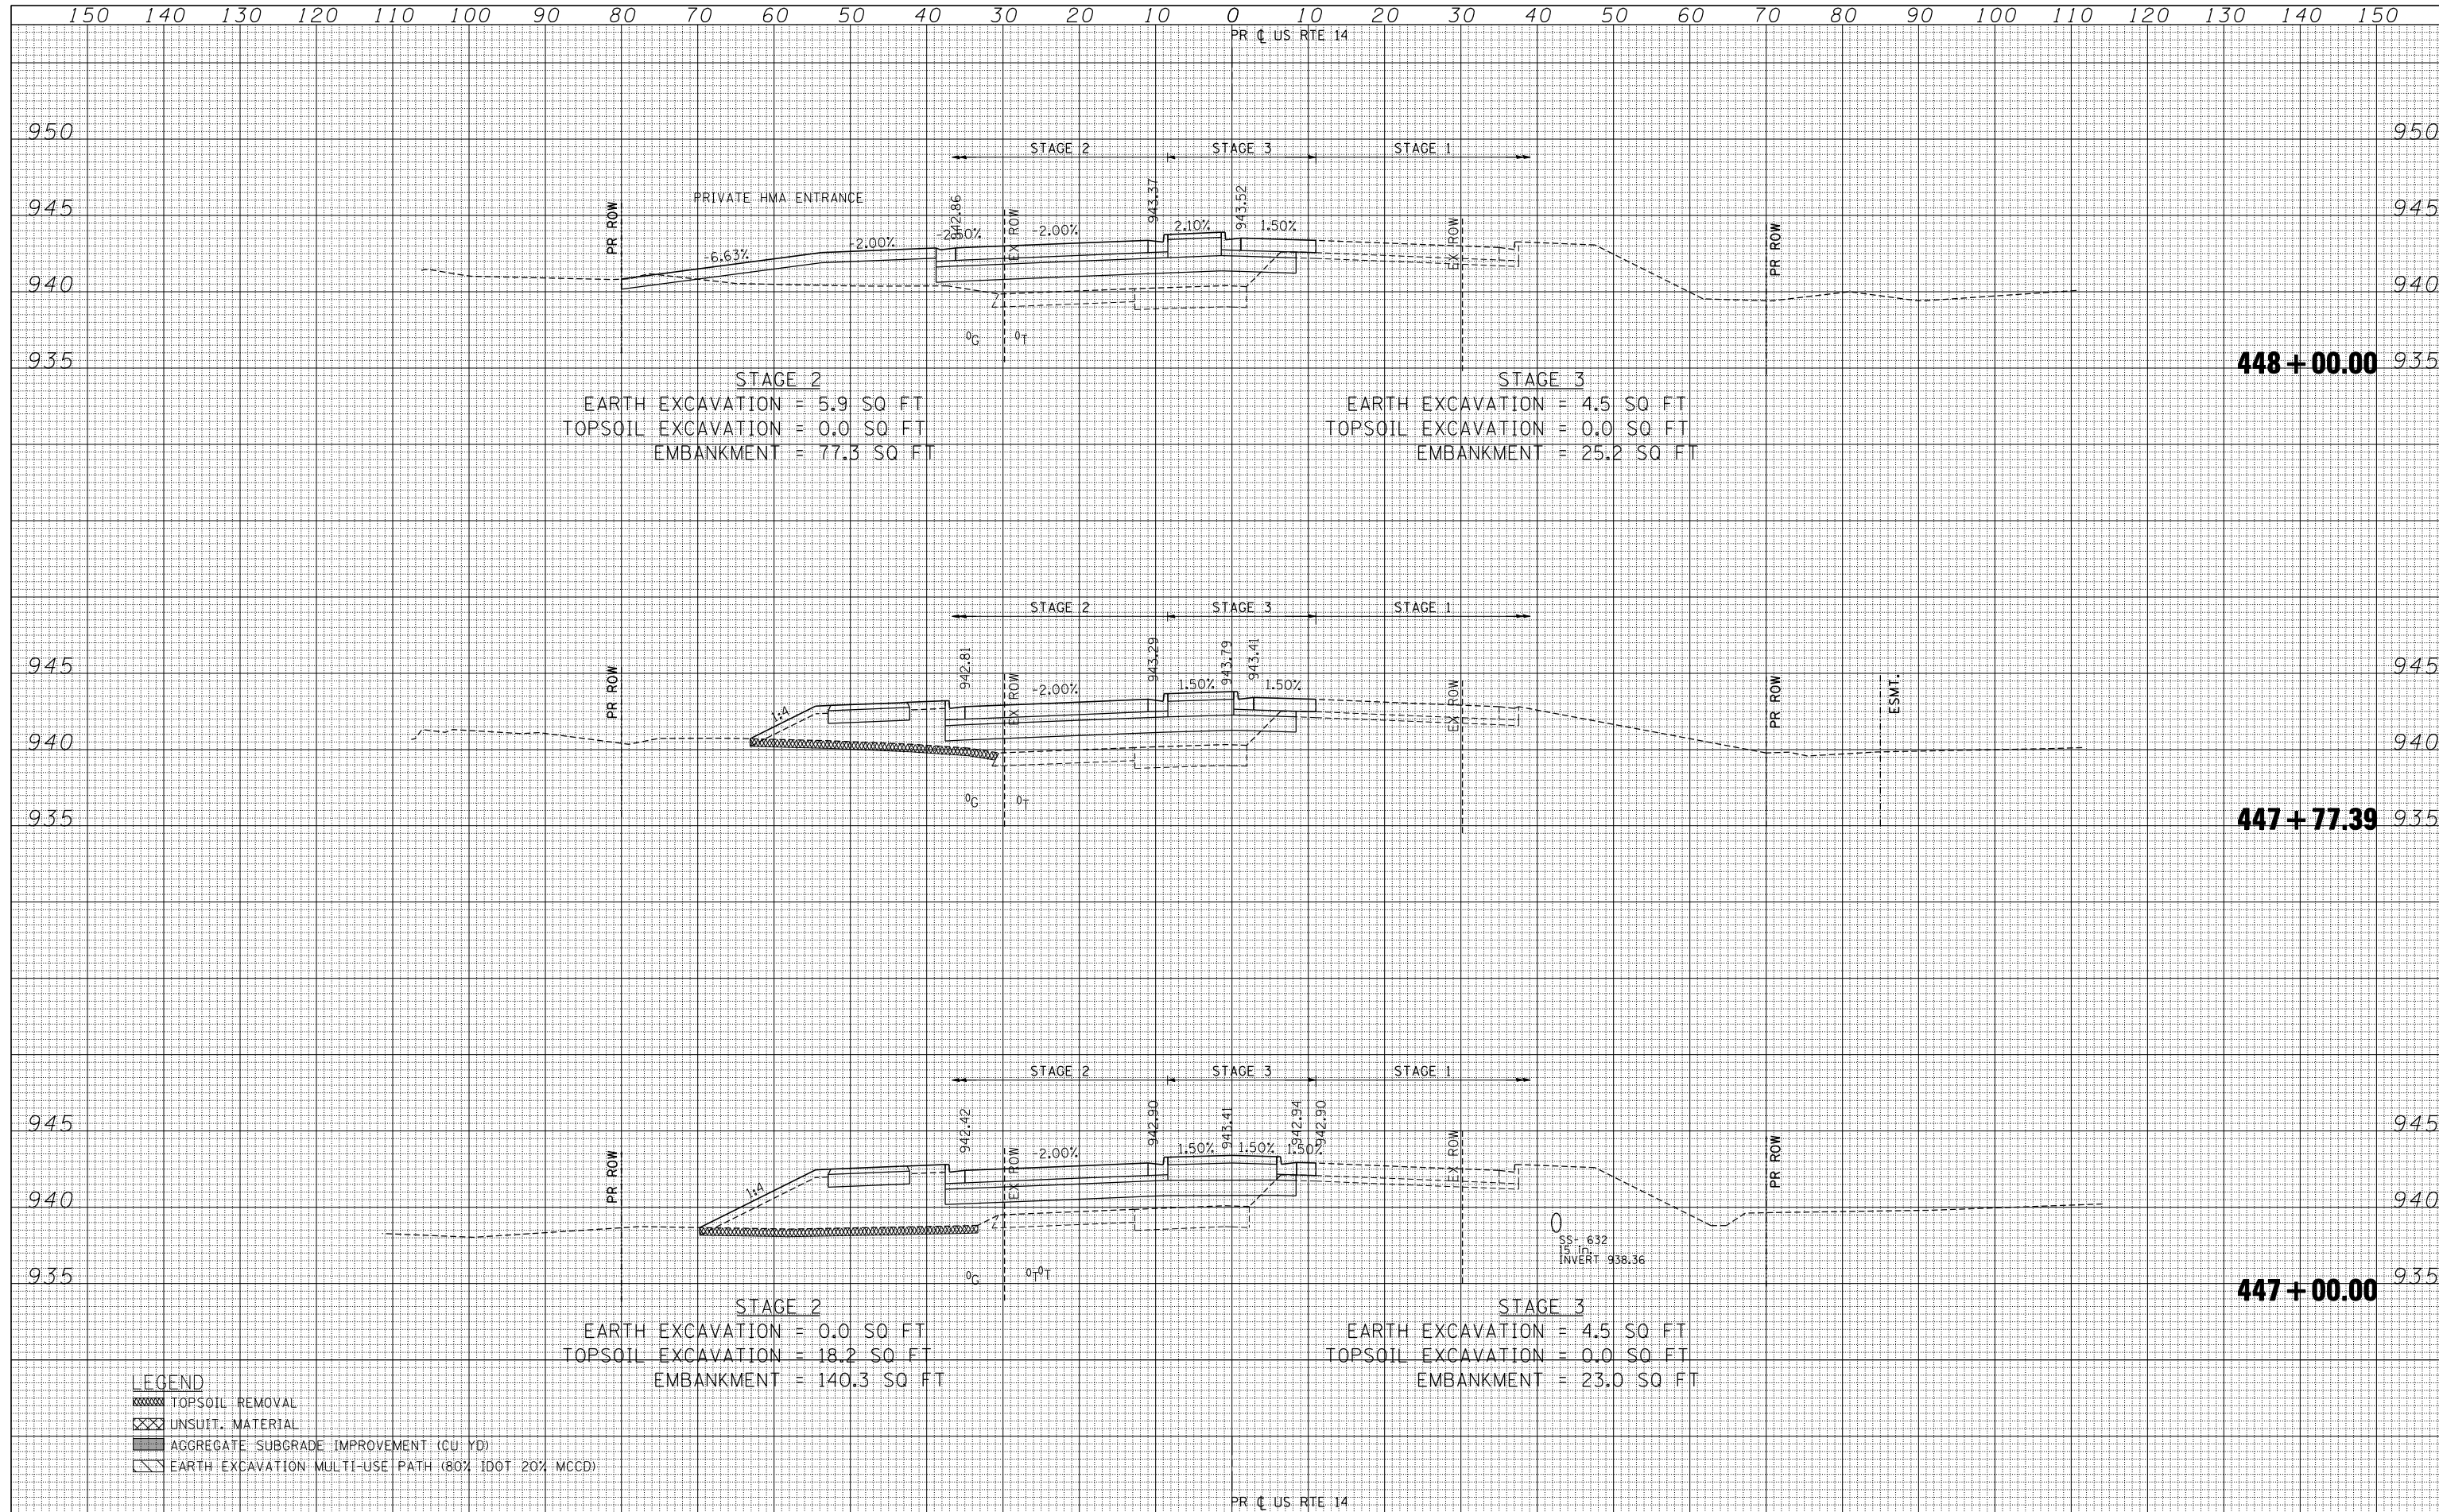 150 140 130 120 110 100 90 80 70 60 50 40 30 20 10 0 10 20 30 40 50 60 70 80 90 100 110 120 130 140 150
PR ℄ US RTE 14
950 950
STAGE 2 STAGE 3 STAGE 1
PRIVATE HMA ENTRANCE
945 945
PR ROW
942.86
EX ROW
943.37
943.52
EX ROW
PR ROW
-6.63% -2.00% -2.50% -2.00% 2.10% 1.50%
940 940
G T
935 935
448+00.00
STAGE 2
EARTH EXCAVATION = 5.9 SQ FT
TOPSOIL EXCAVATION = 0.0 SQ FT
EMBANKMENT = 77.3 SQ FT
STAGE 3
EARTH EXCAVATION = 4.5 SQ FT
TOPSOIL EXCAVATION = 0.0 SQ FT
EMBANKMENT = 25.2 SQ FT
STAGE 2 STAGE 3 STAGE 1
945 945
PR ROW
942.81
EX ROW
943.29
943.79
943.41
EX ROW
PR ROW
ESMT.
1:4 -2.00% 1.50% 1.50%
940 940
G T
935 935
447+77.39
STAGE 2 STAGE 3 STAGE 1
945 945
PR ROW
942.42
EX ROW
942.90
943.41
942.94
942.90
EX ROW
PR ROW
1:4 -2.00% 1.50% 1.50% 1.50%
940 940
SS- 632
15 in.
INVERT 938.36
G T T
935 935
447+00.00
STAGE 2
EARTH EXCAVATION = 0.0 SQ FT
TOPSOIL EXCAVATION = 18.2 SQ FT
EMBANKMENT = 140.3 SQ FT
STAGE 3
EARTH EXCAVATION = 4.5 SQ FT
TOPSOIL EXCAVATION = 0.0 SQ FT
EMBANKMENT = 23.0 SQ FT
LEGEND
TOPSOIL REMOVAL
UNSUIT. MATERIAL
AGGREGATE SUBGRADE IMPROVEMENT (CU YD)
EARTH EXCAVATION MULTI-USE PATH (80% IDOT 20% MCCD)
PR ℄ US RTE 14